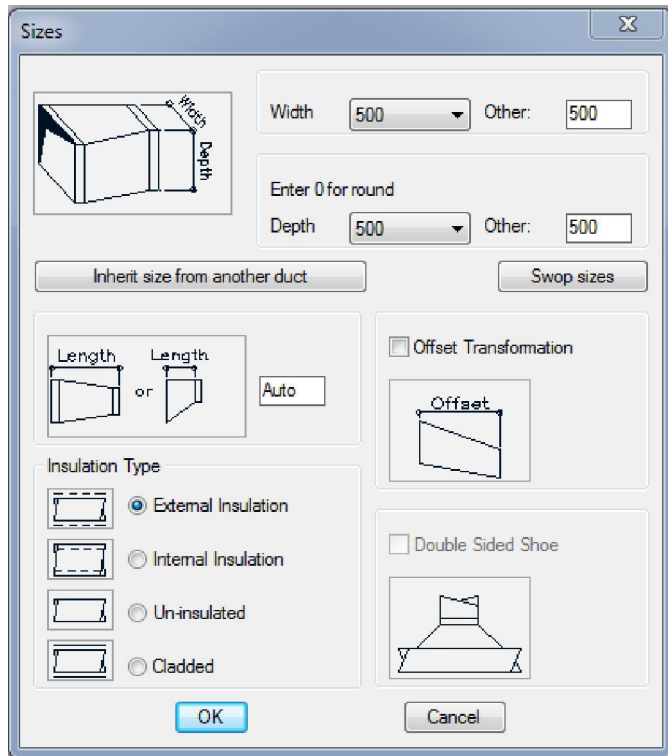 Sizes
Width 500 Other: 500
Width
Depth
Enter 0 for round
Depth 500 Other: 500
Inherit size from another duct Swop sizes
Length Length
or
Auto
Offset Transformation
Offset
Insulation Type
External Insulation
Internal Insulation
Un-insulated
Cladded
Double Sided Shoe
OK Cancel